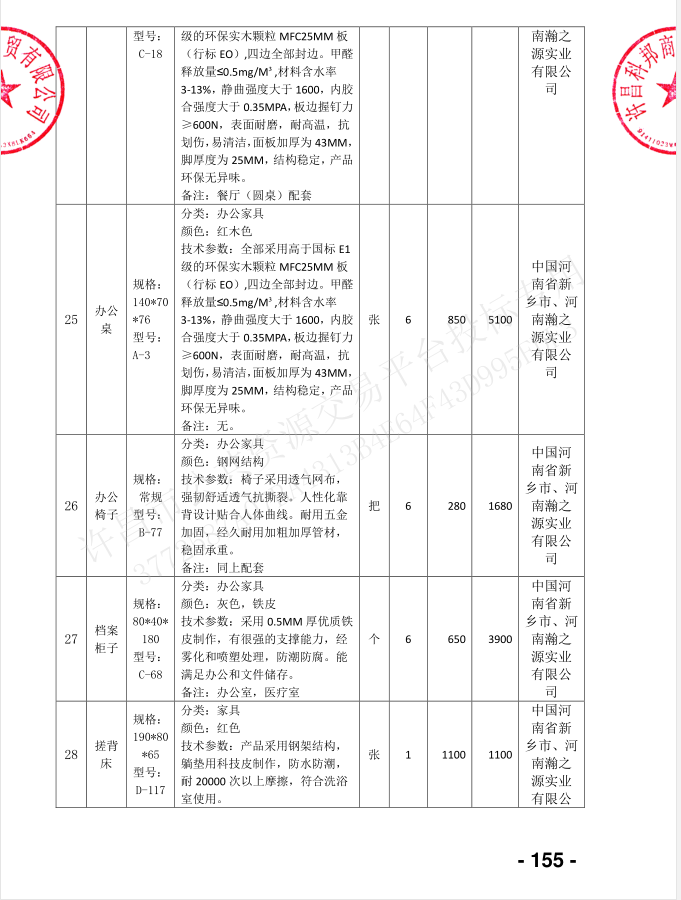 型号：
C-18
级的环保实木颗粒 MFC25MM 板
（行标 EO）,四边全部封边。甲醛
释放量≤0.5mg/M³ ,材料含水率
3-13%，静曲强度大于 1600，内胶
合强度大于 0.35MPA，板边握钉力
≥600N，表面耐磨，耐高温，抗
划伤，易清洁，面板加厚为 43MM，
脚厚度为 25MM，结构稳定，产品
环保无异味。
备注：餐厅（圆桌）配套
南瀚之
源实业
有限公
司
25
办公
桌
规格：
140*70
*76
型号：
A-3
分类：办公家具
颜色：红木色
技术参数：全部采用高于国标 E1
级的环保实木颗粒 MFC25MM 板
（行标 EO）,四边全部封边。甲醛
释放量≤0.5mg/M³ ,材料含水率
3-13%，静曲强度大于 1600，内胶
合强度大于 0.35MPA，板边握钉力
≥600N，表面耐磨，耐高温，抗
划伤，易清洁，面板加厚为 43MM，
脚厚度为 25MM，结构稳定，产品
环保无异味。
备注：无。
张
6
850
5100
中国河
南省新
乡市、河
南瀚之
源实业
有限公
司
26
办公
椅子
规格：
常规
型号：
B-77
分类：办公家具
颜色：钢网结构
技术参数：椅子采用透气网布，
强韧舒适透气抗撕裂。人性化靠
背设计贴合人体曲线。耐用五金
加固，经久耐用加粗加厚管材，
稳固承重。
备注：同上配套
把
6
280
1680
中国河
南省新
乡市、河
南瀚之
源实业
有限公
司
27
档案
柜子
规格：
80*40*
180
型号：
C-68
分类：办公家具
颜色：灰色，铁皮
技术参数：采用 0.5MM 厚优质铁
皮制作，有很强的支撑能力，经
雾化和喷塑处理，防潮防腐。能
满足办公和文件储存。
备注：办公室，医疗室
个
6
650
3900
中国河
南省新
乡市、河
南瀚之
源实业
有限公
司
28
搓背
床
规格：
190*80
*65
型号：
D-117
分类：家具
颜色：红色
技术参数：产品采用钢架结构，
躺垫用科技皮制作，防水防潮，
耐 20000 次以上摩擦，符合洗浴
室使用。
张
1
1100
1100
中国河
南省新
乡市、河
南瀚之
源实业
有限公
贸有限公司
许昌科邦商
- 155 -